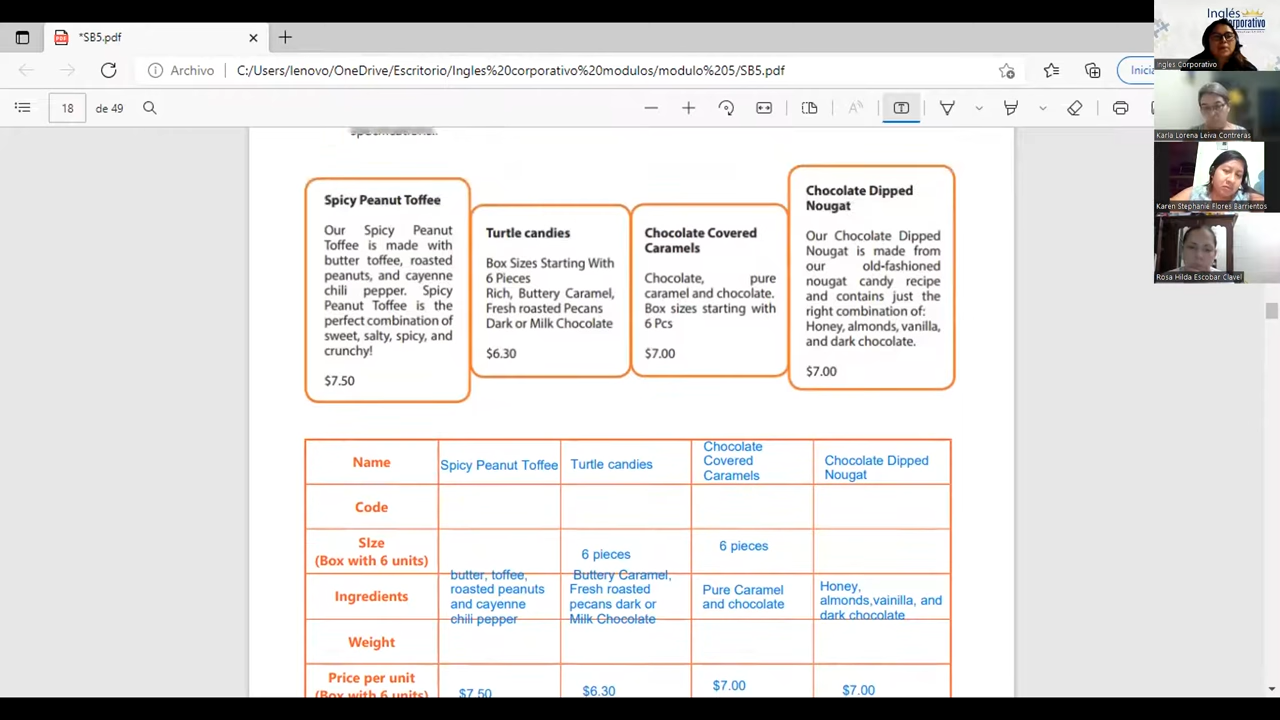 *SB5.pdf
Archivo
C:/Users/lenovo/OneDrive/Escritorio/Ingles%20corporativo%20modulos/modulo%205/SB5.pdf
18
de 49
Spicy Peanut Toffee
Our Spicy Peanut
Toffee is made with
butter toffee, roasted
peanuts, and cayenne
chili pepper. Spicy
Peanut Toffee is the
perfect combination of
sweet, salty, spicy, and
crunchy!
$7.50
Turtle candies
Box Sizes Starting With
6 Pieces
Rich, Buttery Caramel,
Fresh roasted Pecans
Dark or Milk Chocolate
$6.30
Chocolate Covered
Caramels
Chocolate, pure
caramel and chocolate.
Box sizes starting with
6 Pcs
$7.00
Chocolate Dipped
Nougat
Our Chocolate Dipped
Nougat is made from
our old-fashioned
nougat candy recipe
and contains just the
right combination of:
Honey, almonds, vanilla,
and dark chocolate.
$7.00
Name
Spicy Peanut Toffee
Turtle candies
Chocolate
Covered
Caramels
Chocolate Dipped
Nougat
Code
SIze
(Box with 6 units)
6 pieces
6 pieces
Ingredients
butter, toffee,
roasted peanuts
and cayenne
chili pepper
Buttery Caramel,
Fresh roasted
pecans dark or
Milk Chocolate
Pure Caramel
and chocolate
Honey,
almonds,vainilla, and
dark chocolate
Weight
Price per unit
(Box with 6 units)
$7.50
$6.30
$7.00
$7.00
Inglés
Corporativo
Ingles Corporativo
Karla Lorena Leiva Contreras
Karen Stephanie Flores Barrientos
Rosa Hilda Escobar Clavel